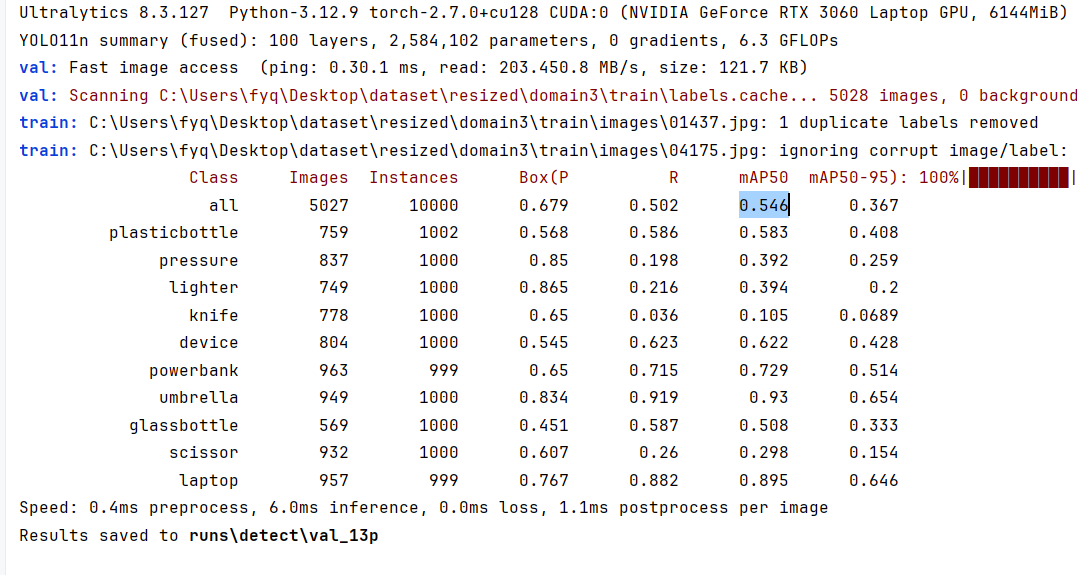 Ultralytics 8.3.127  Python-3.12.9 torch-2.7.0+cu128 CUDA:0 (NVIDIA GeForce RTX 3060 Laptop GPU, 6144MiB)
YOLO11n summary (fused): 100 layers, 2,584,102 parameters, 0 gradients, 6.3 GFLOPs
val: Fast image access  (ping: 0.30.1 ms, read: 203.450.8 MB/s, size: 121.7 KB)
val: Scanning C:\Users\fyq\Desktop\dataset\resized\domain3\train\labels.cache... 5028 images, 0 background
train: C:\Users\fyq\Desktop\dataset\resized\domain3\train\images\01437.jpg: 1 duplicate labels removed
train: C:\Users\fyq\Desktop\dataset\resized\domain3\train\images\04175.jpg: ignoring corrupt image/label:
Class Images Instances Box(P R mAP50 mAP50-95): 100%|██████████|
all 5027 10000 0.679 0.502 0.546 0.367
plasticbottle 759 1002 0.568 0.586 0.583 0.408
pressure 837 1000 0.85 0.198 0.392 0.259
lighter 749 1000 0.865 0.216 0.394 0.2
knife 778 1000 0.65 0.036 0.105 0.0689
device 804 1000 0.545 0.623 0.622 0.428
powerbank 963 999 0.65 0.715 0.729 0.514
umbrella 949 1000 0.834 0.919 0.93 0.654
glassbottle 569 1000 0.451 0.587 0.508 0.333
scissor 932 1000 0.607 0.26 0.298 0.154
laptop 957 999 0.767 0.882 0.895 0.646
Speed: 0.4ms preprocess, 6.0ms inference, 0.0ms loss, 1.1ms postprocess per image
Results saved to runs\detect\val_13p